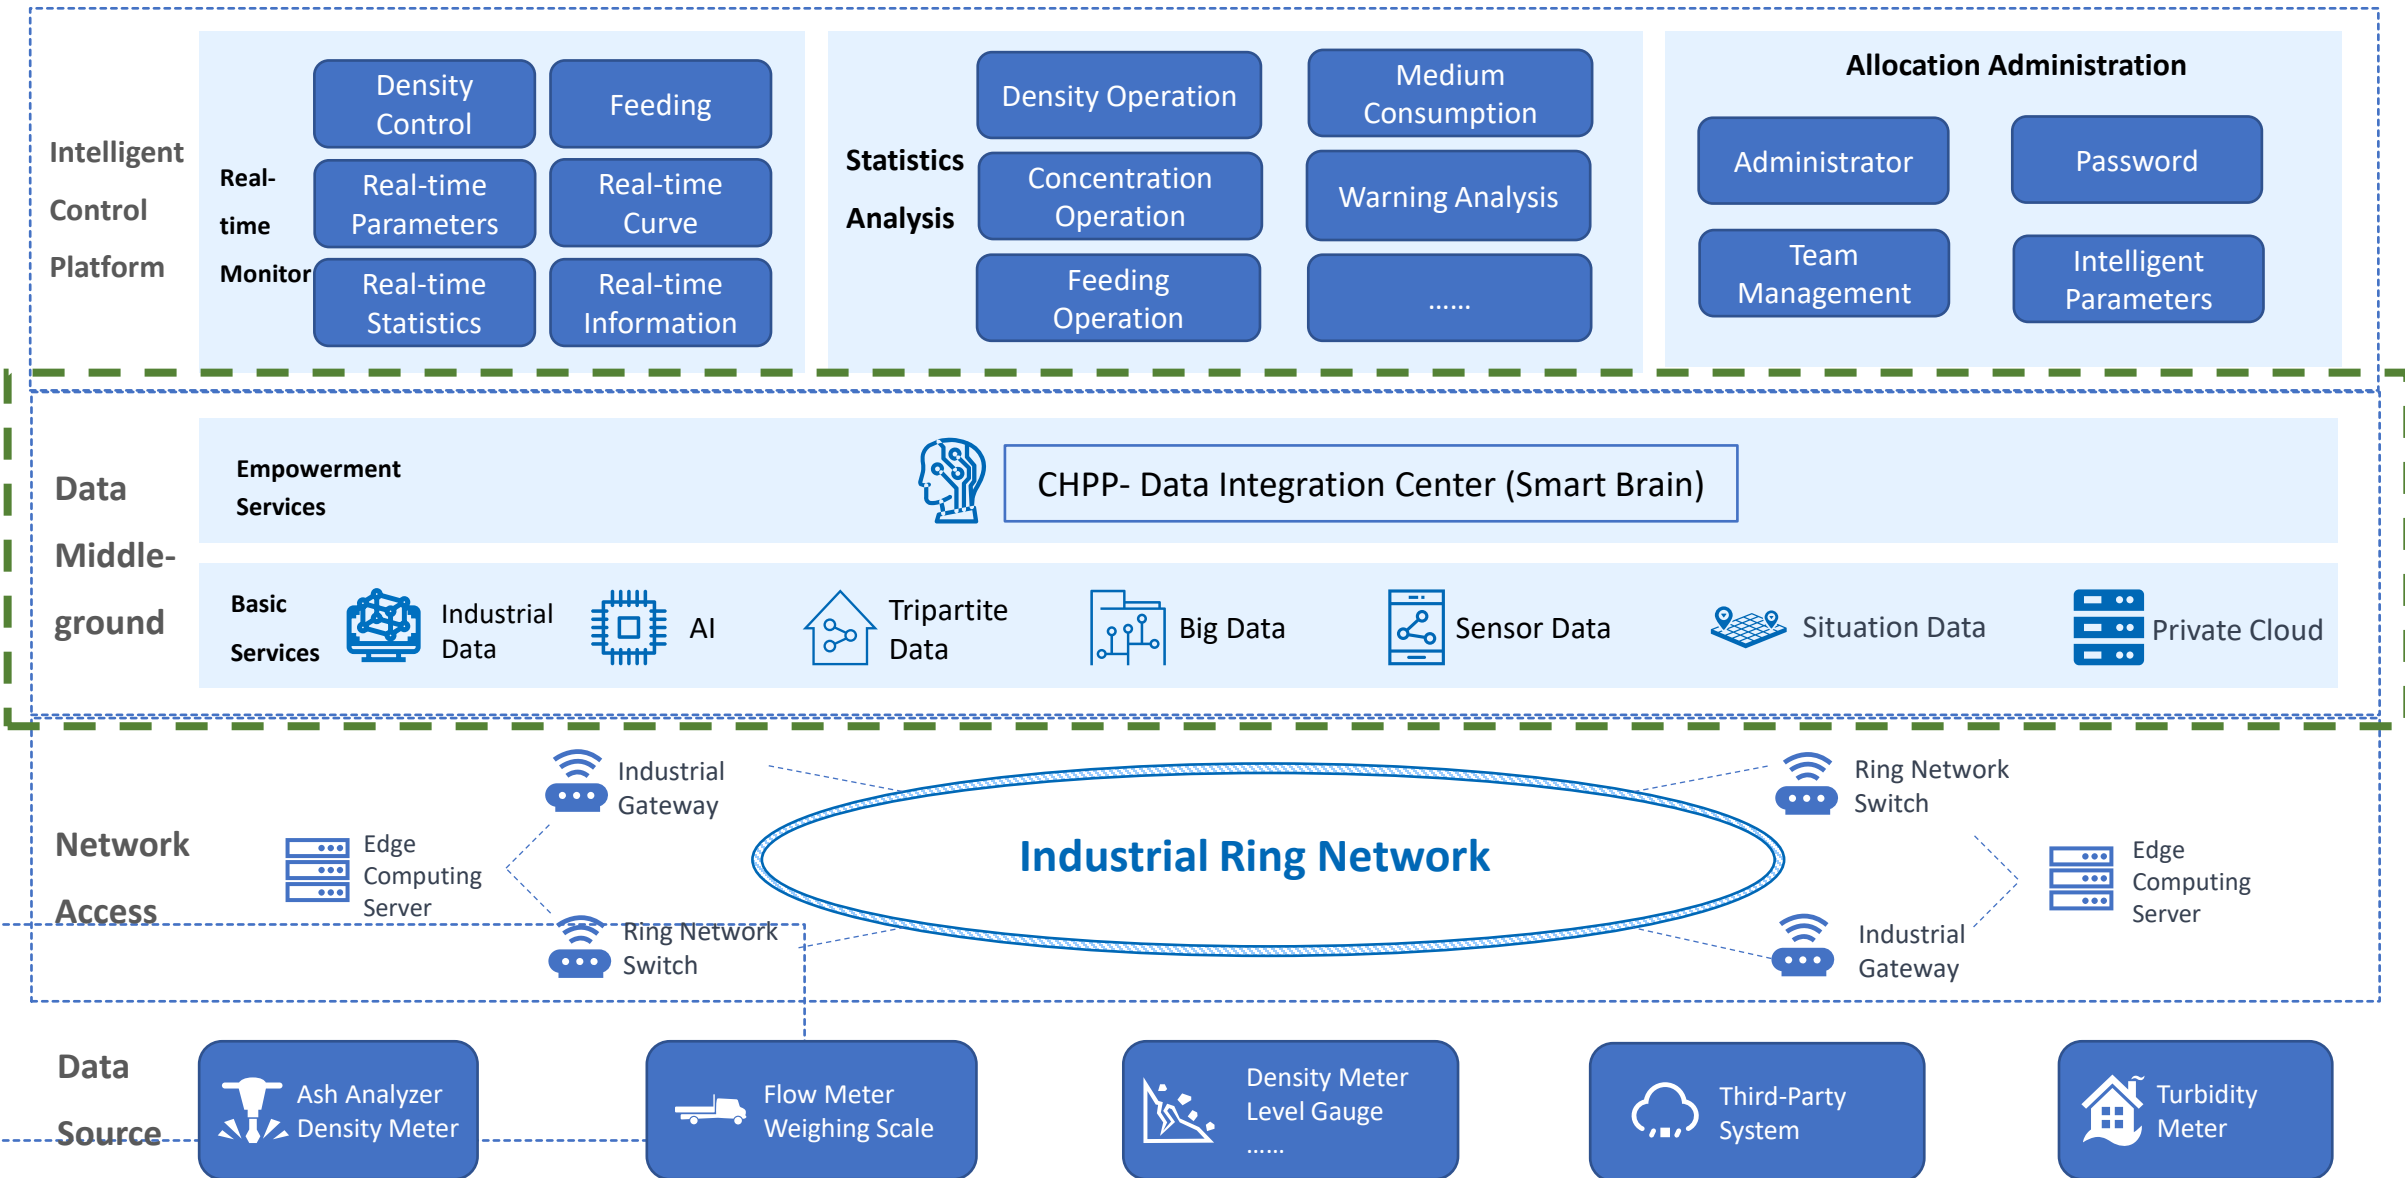 Intelligent
Control
Platform
Real-
time
Monitor
Density
Control
Feeding
Real-time
Parameters
Real-time
Curve
Real-time
Statistics
Real-time
Information
Statistics
Analysis
Density Operation
Medium
Consumption
Concentration
Operation
Warning Analysis
Feeding
Operation
......
Allocation Administration
Administrator
Password
Team
Management
Intelligent
Parameters
Data
Middle-
ground
Empowerment
Services
CHPP- Data Integration Center (Smart Brain)
Basic
Services
Industrial
Data
AI
Tripartite
Data
Big Data
Sensor Data
Situation Data
Private Cloud
Network
Access
Edge
Computing
Server
Industrial
Gateway
Ring Network
Switch
Industrial Ring Network
Ring Network
Switch
Industrial
Gateway
Edge
Computing
Server
Data
Source
Ash Analyzer
Density Meter
Flow Meter
Weighing Scale
Density Meter
Level Gauge
......
Third-Party
System
Turbidity
Meter